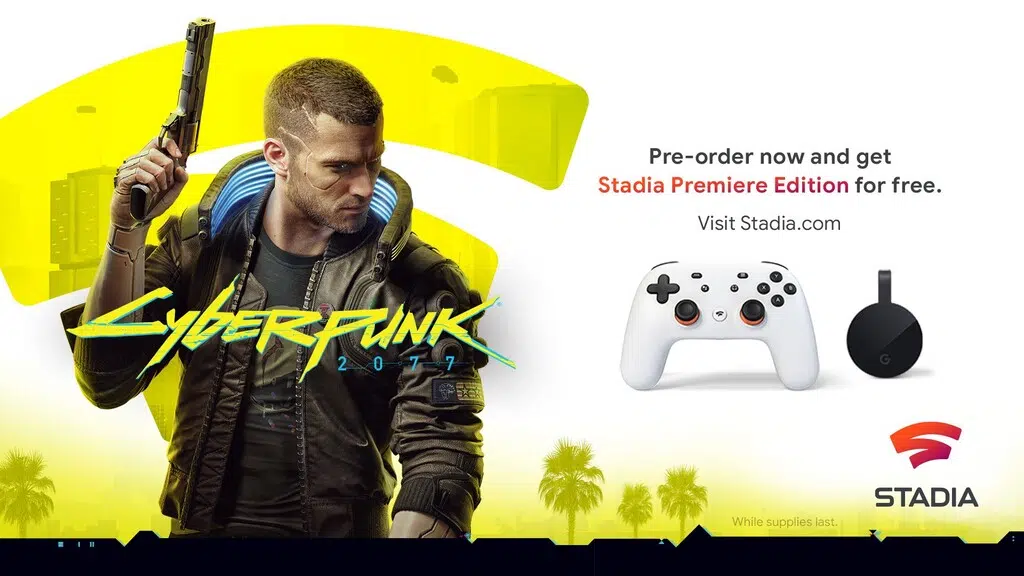 CYBERPUNK
2077
Pre-order now and get
Stadia Premiere Edition for free.
Visit Stadia.com
G
STADIA
While supplies last.